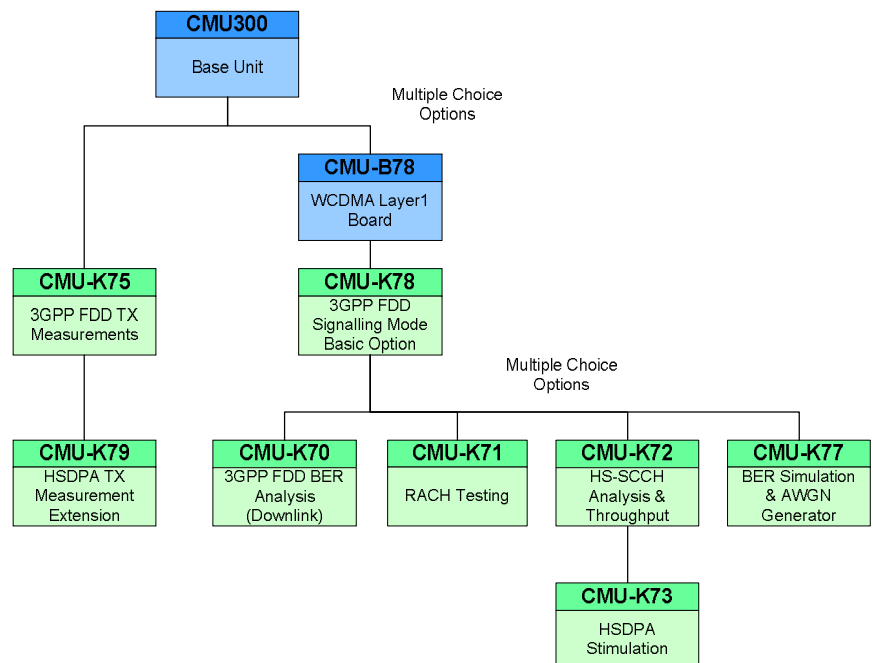 CMU300
Base Unit
Multiple Choice
Options
CMU-B78
WCDMA Layer1
Board
CMU-K75
3GPP FDD TX
Measurements
CMU-K78
3GPP FDD
Signalling Mode
Basic Option
Multiple Choice
Options
CMU-K79
HSDPA TX
Measurement
Extension
CMU-K70
3GPP FDD BER
Analysis
(Downlink)
CMU-K71
RACH Testing
CMU-K72
HS-SCCH
Analysis &
Throughput
CMU-K77
BER Simulation
& AWGN
Generator
CMU-K73
HSDPA
Stimulation